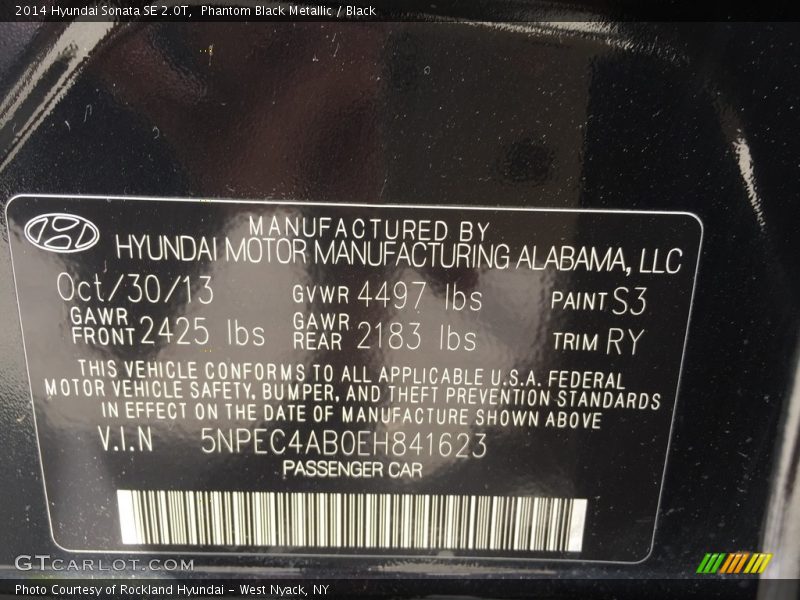 2014 Hyundai Sonata SE 2.0T, Phantom Black Metallic / Black
MANUFACTURED BY
HYUNDAI MOTOR MANUFACTURING ALABAMA, LLC
Oct/30/13 GVWR 4497 lbs PAINT S3
GAWR FRONT 2425 lbs GAWR REAR 2183 lbs TRIM RY
THIS VEHICLE CONFORMS TO ALL APPLICABLE U.S.A. FEDERAL
MOTOR VEHICLE SAFETY, BUMPER, AND THEFT PREVENTION STANDARDS
IN EFFECT ON THE DATE OF MANUFACTURE SHOWN ABOVE
V.I.N 5NPEC4AB0EH841623
PASSENGER CAR
GTCARLOT.COM
Photo Courtesy of Rockland Hyundai - West Nyack, NY